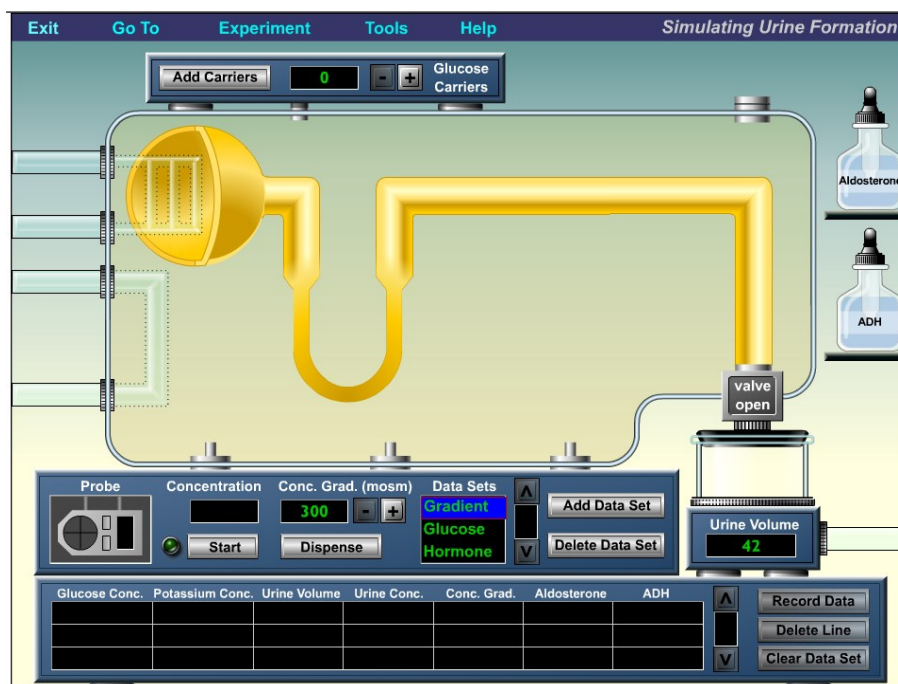 Exit Go To Experiment Tools Help Simulating Urine Formation
Add Carriers 0 - + Glucose Carriers
Aldosterone
ADH
valve open
Probe Concentration Conc. Grad. (mosm) Data Sets
300 - + Gradient Add Data Set
Glucose
Start Dispense Hormone Delete Data Set
Urine Volume
42
Glucose Conc. Potassium Conc. Urine Volume Urine Conc. Conc. Grad. Aldosterone ADH
Record Data
Delete Line
Clear Data Set